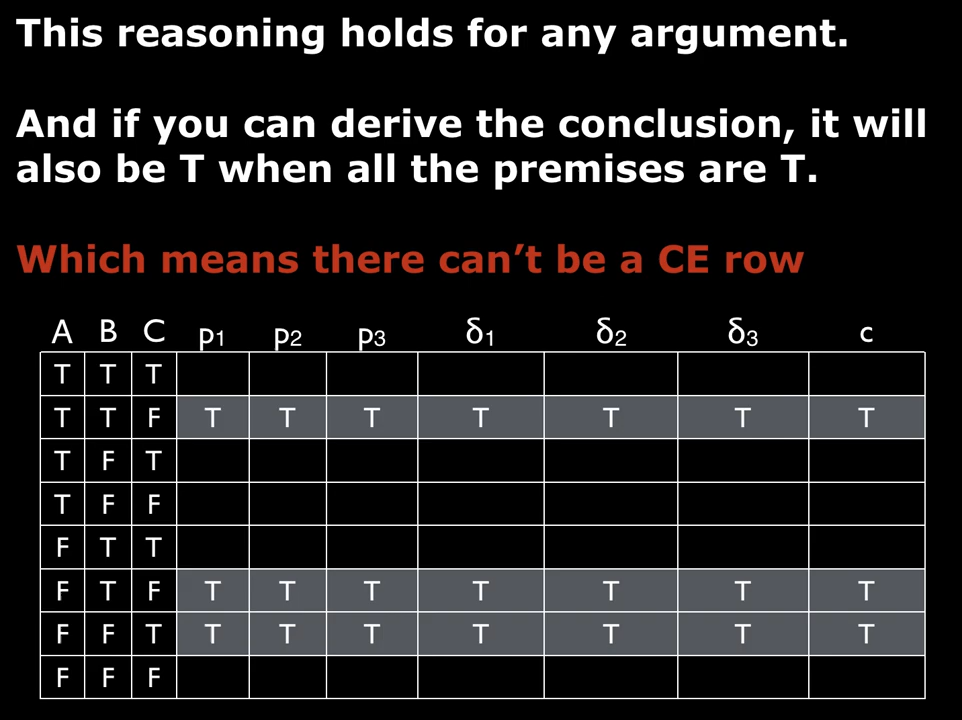 This reasoning holds for any argument.
And if you can derive the conclusion, it will
also be T when all the premises are T.
Which means there can’t be a CE row
A B C p1 p2 p3 δ1 δ2 δ3 c
T T T
T T F T T T T T T T
T F T
T F F
F T T
F T F T T T T T T T
F F T T T T T T T T
F F F